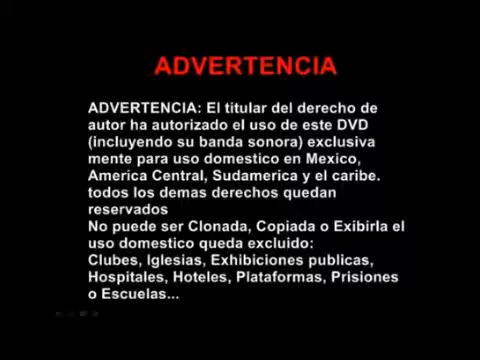 ADVERTENCIA
ADVERTENCIA: El titular del derecho de
autor ha autorizado el uso de este DVD
(incluyendo su banda sonora) exclusiva
mente para uso domestico en Mexico,
America Central, Sudamerica y el caribe.
todos los demas derechos quedan
reservados
No puede ser Clonada, Copiada o Exibirla el
uso domestico queda excluido:
Clubes, Iglesias, Exhibiciones publicas,
Hospitales, Hoteles, Plataformas, Prisiones
o Escuelas...